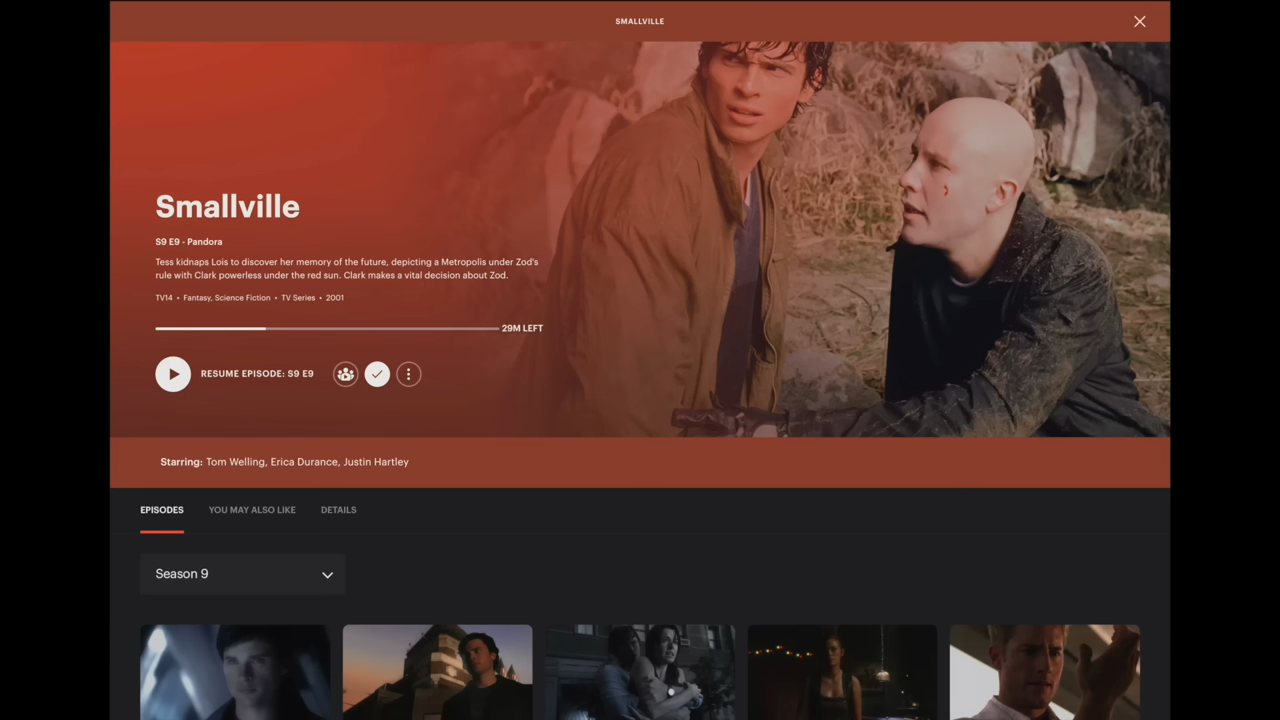 SMALLVILLE
Smallville
S9 E9 - Pandora
Tess kidnaps Lois to discover her memory of the future, depicting a Metropolis under Zod's
rule with Clark powerless under the red sun. Clark makes a vital decision about Zod.
TV14 • Fantasy, Science Fiction • TV Series • 2001
29M LEFT
RESUME EPISODE: S9 E9
Starring: Tom Welling, Erica Durance, Justin Hartley
EPISODES YOU MAY ALSO LIKE DETAILS
Season 9